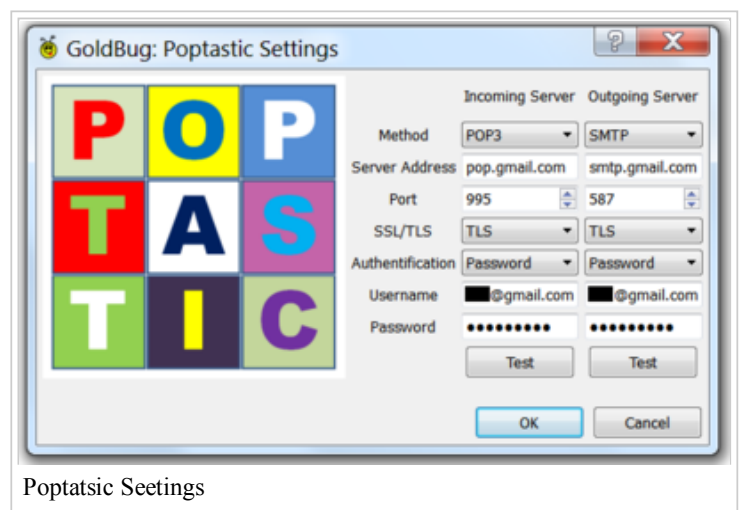 GoldBug: Poptastic Settings
P O P
T A S
T I C
Incoming Server Outgoing Server
Method POP3 SMTP
Server Address pop.gmail.com smtp.gmail.com
Port 995 587
SSL/TLS TLS TLS
Authentification Password Password
Username @gmail.com @gmail.com
Password ●●●●●●●●● ●●●●●●●●●
Test Test
OK Cancel
Poptatsic Seetings